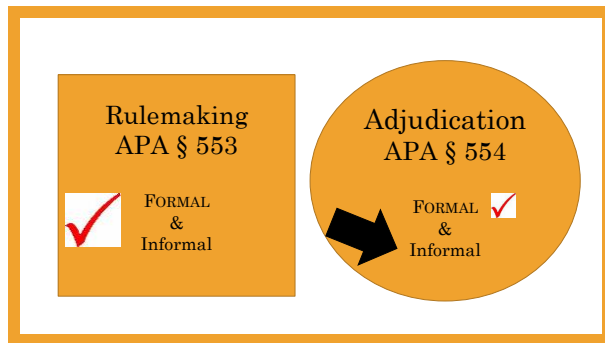 Rulemaking
APA § 553
FORMAL
&
Informal
Adjudication
APA § 554
FORMAL
&
Informal